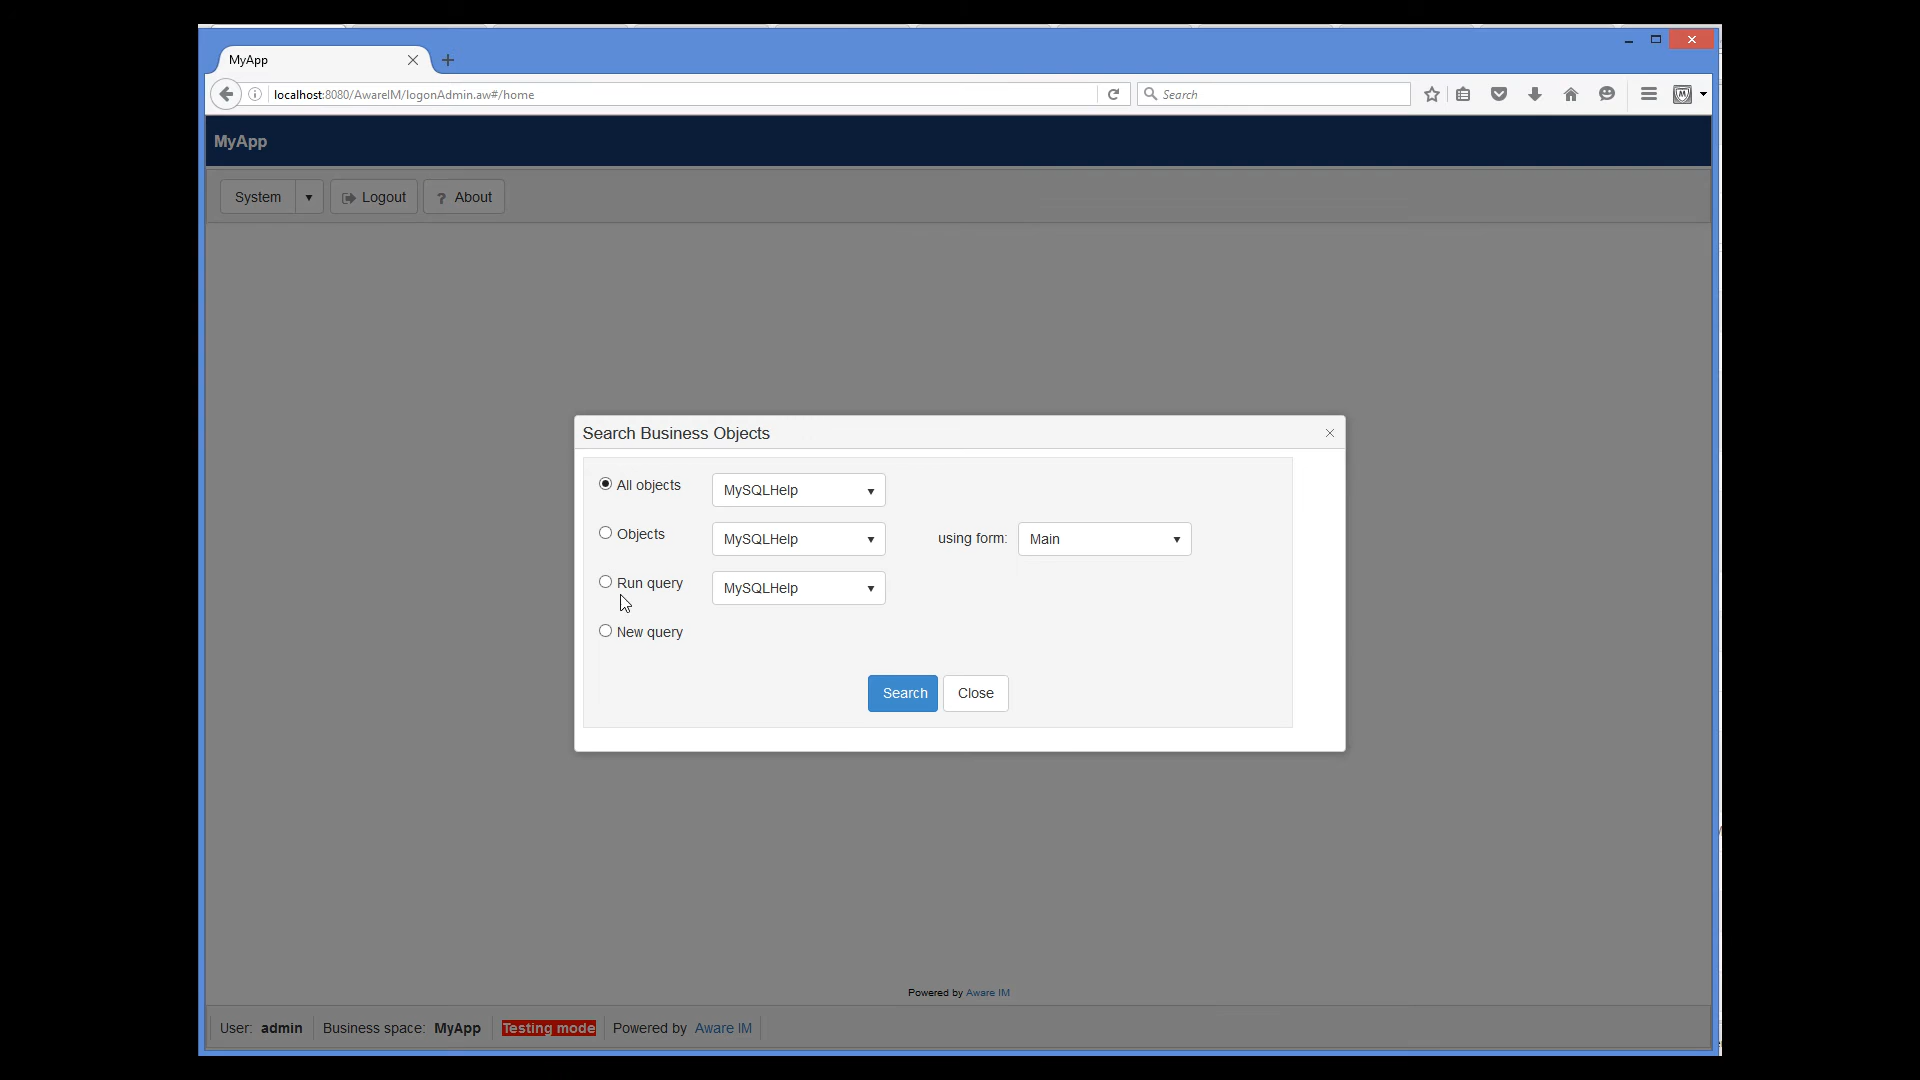 MyApp
localhost:8080/AwareIM/logonAdmin.aw#/home
Search
MyApp
System
Logout
? About
Search Business Objects
All objects
MySQLHelp
Objects
MySQLHelp
using form:
Main
Run query
MySQLHelp
New query
Search
Close
Powered by Aware IM
User: admin
Business space: MyApp
Testing mode
Powered by Aware IM